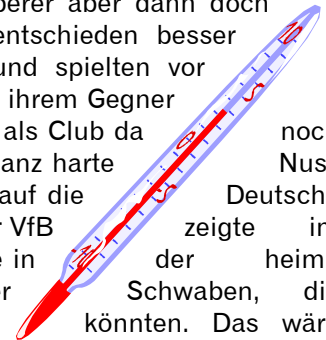 berer aber dann doch
entschieden besser
und spielten vor
ihrem Gegner
als Club da noc
anz harte Nus
auf die Deutsch
VfB zeigte in
e in der heim
er Schwaben, di
könnten. Das wär